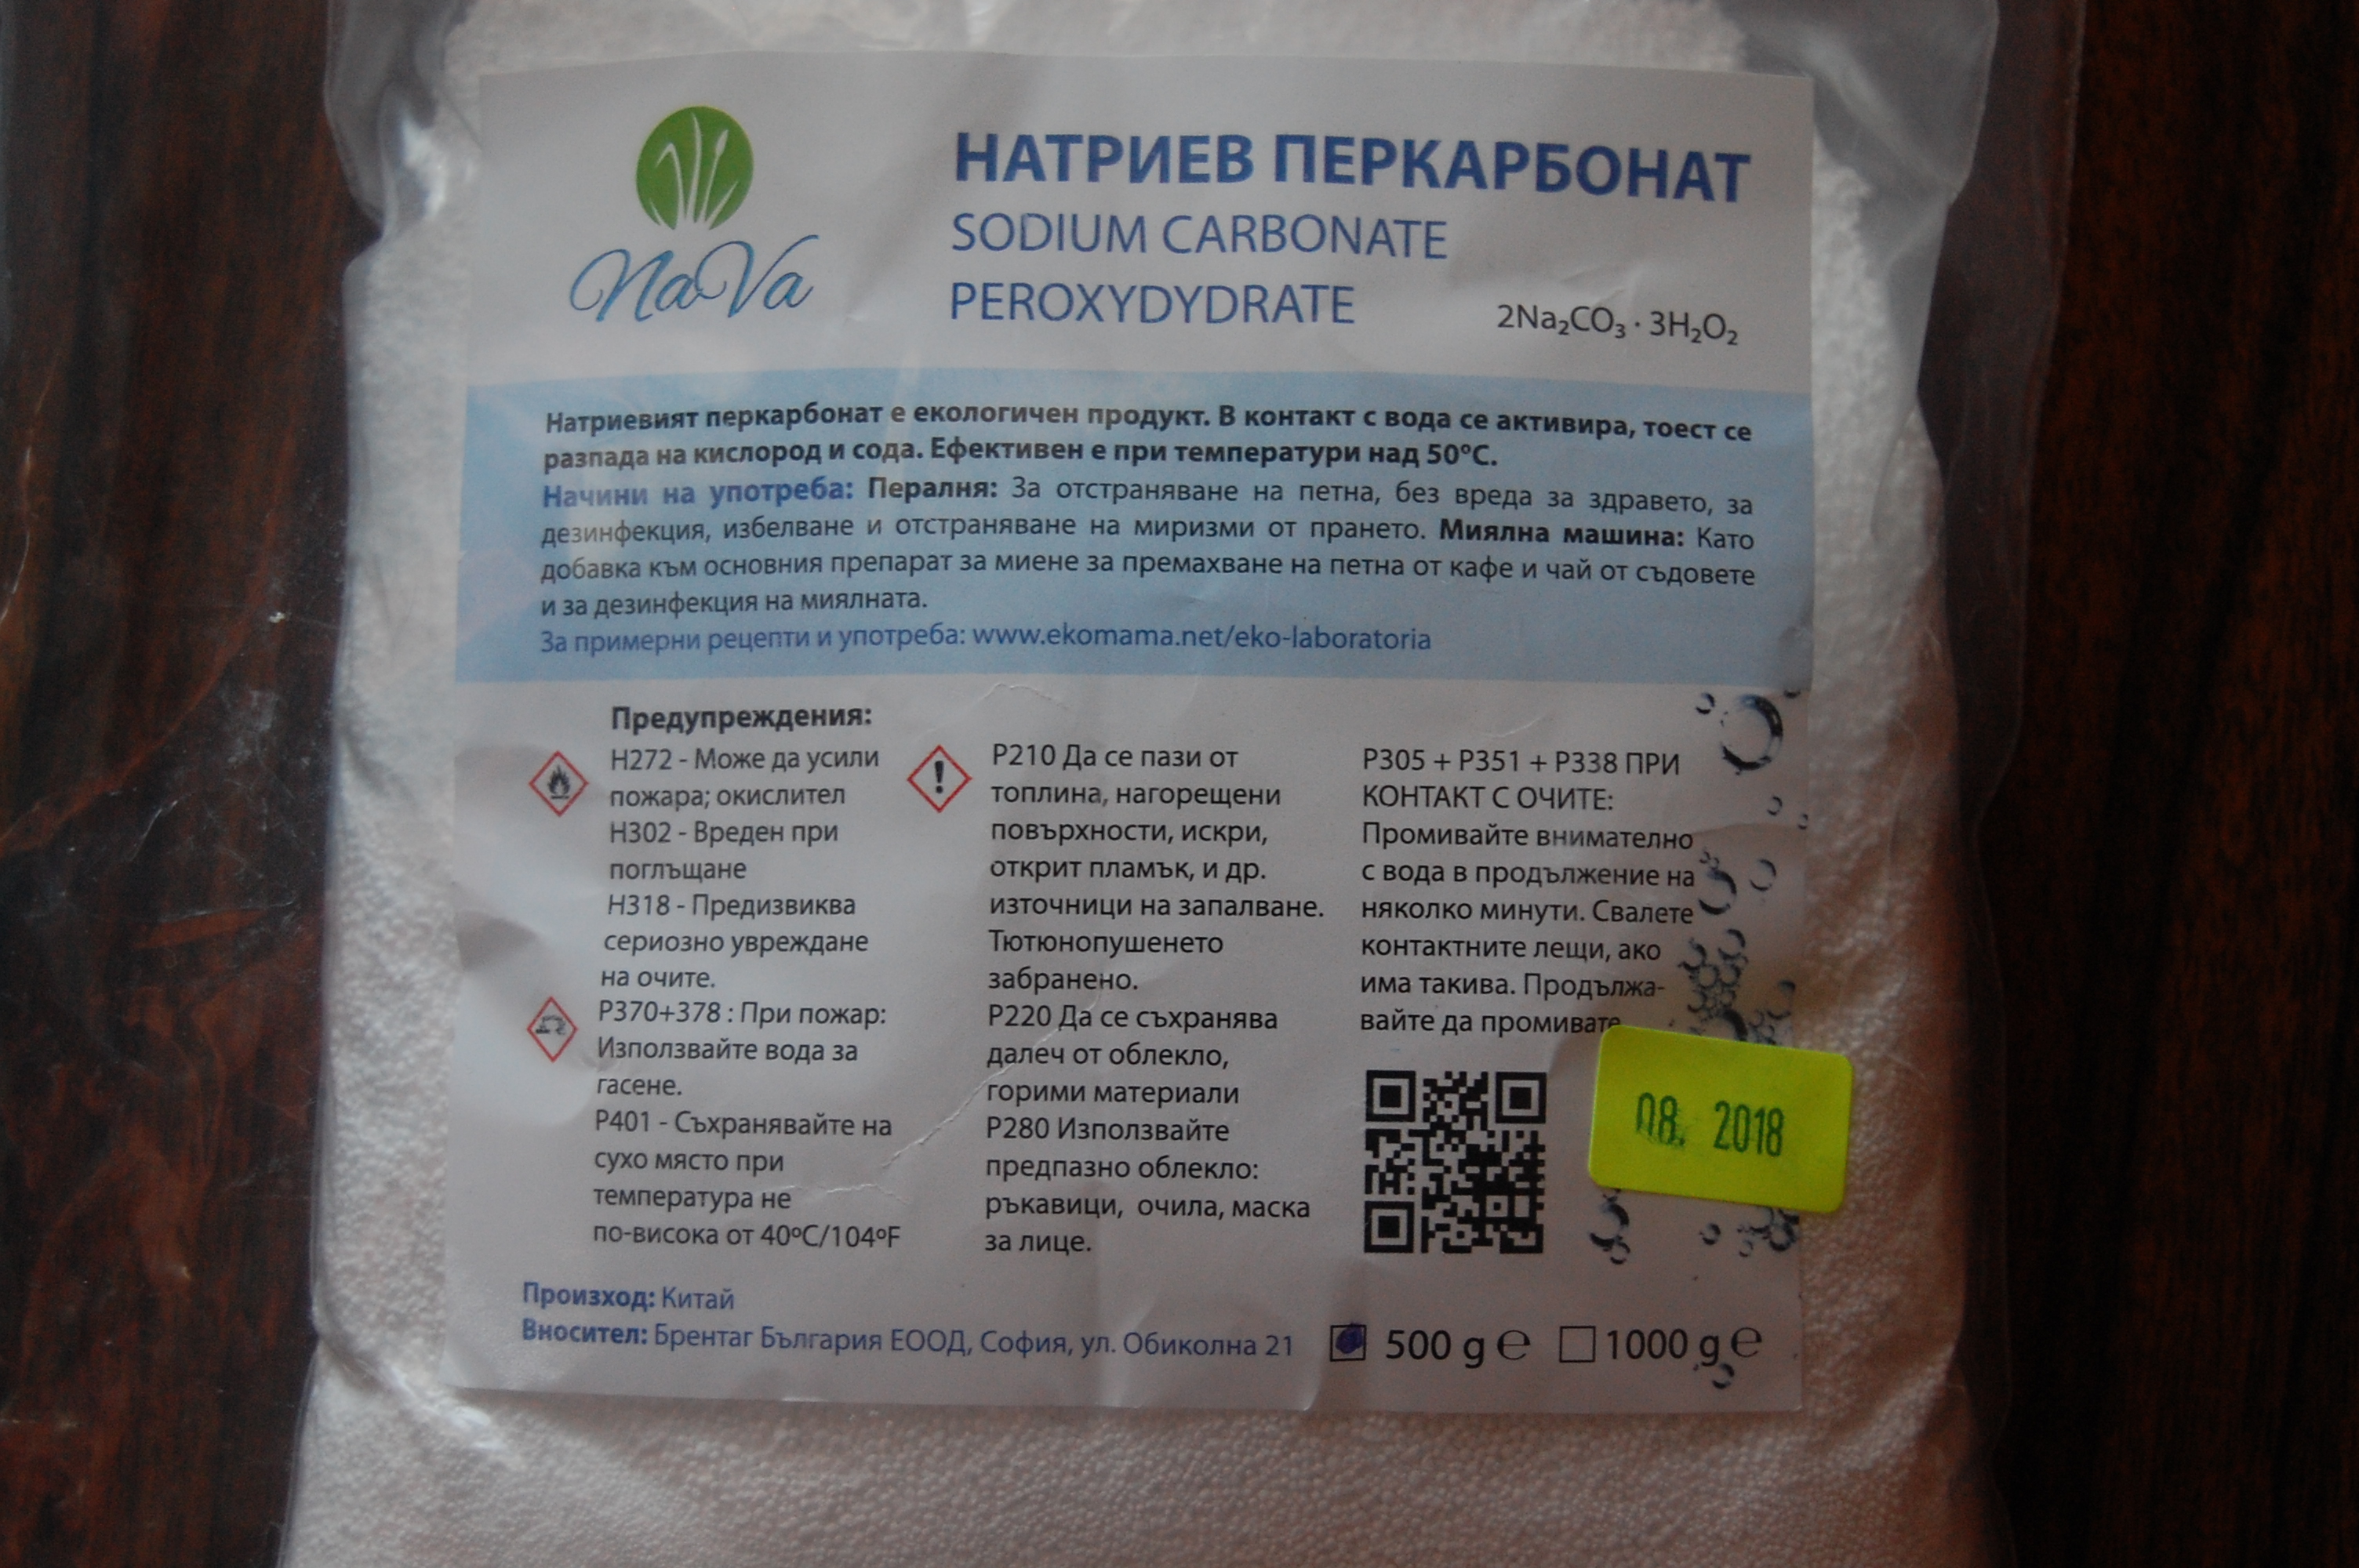 NaVa
НАТРИЕВ ПЕРКАРБОНАТ
SODIUM CARBONATE
PEROXYDYDRATE
2Na₂CO₃ · 3H₂O₂
Натриевият перкарбонат е екологичен продукт. В контакт с вода се активира, тоест се
разпада на кислород и сода. Ефективен е при температури над 50ºC.
Начини на употреба: Пералня: За отстраняване на петна, без вреда за здравето, за
дезинфекция, избелване и отстраняване на миризми от прането. Миялна машина: Като
добавка към основния препарат за миене за премахване на петна от кафе и чай от съдовете
и за дезинфекция на миялната.
За примерни рецепти и употреба: www.ekomama.net/eko-laboratoria
Предупреждения:
H272 - Може да усили
пожара; окислител
H302 - Вреден при
поглъщане
H318 - Предизвиква
сериозно увреждане
на очите.
P370+378 : При пожар:
Използвайте вода за
гасене.
P401 - Съхранявайте на
сухо място при
температура не
по-висока от 40ºC/104ºF
P210 Да се пази от
топлина, нагорещени
повърхности, искри,
открит пламък, и др.
източници на запалване.
Тютюнопушенето
забранено.
P220 Да се съхранява
далеч от облекло,
горими материали
P280 Използвайте
предпазно облекло:
ръкавици, очила, маска
за лице.
P305 + P351 + P338 ПРИ
КОНТАКТ С ОЧИТЕ:
Промивайте внимателно
с вода в продължение на
няколко минути. Свалете
контактните лещи, ако
има такива. Продължа-
вайте да промивате
08. 2018
Произход: Китай
Вносител: Брентаг България ЕООД, София, ул. Обиколна 21
500 g ℮ 1000 g ℮